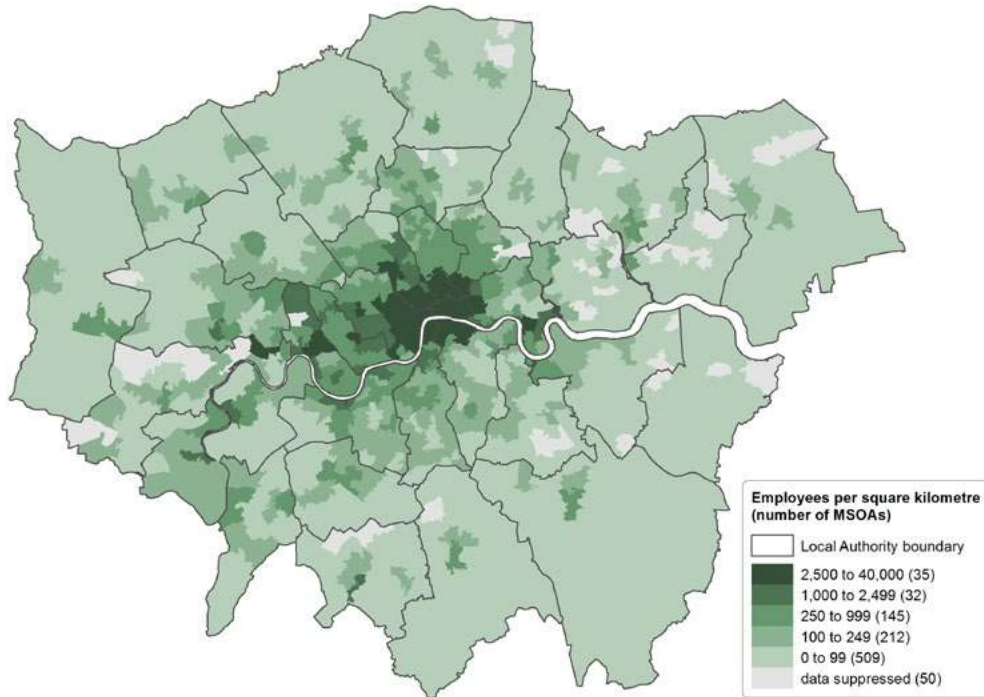 Employees per square kilometre
(number of MSOAs)
Local Authority boundary
2,500 to 40,000 (35)
1,000 to 2,499 (32)
250 to 999 (145)
100 to 249 (212)
0 to 99 (509)
data suppressed (50)